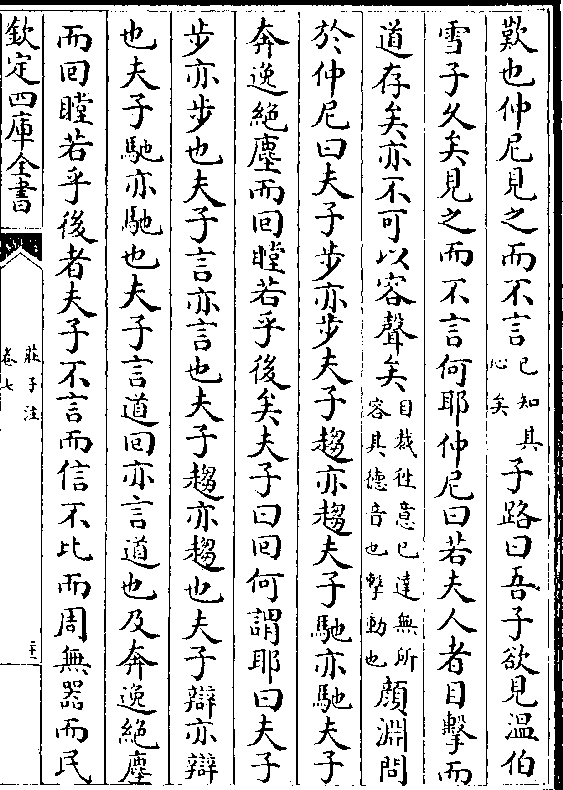 歎也仲尼見之而不言已知其心矣子路曰吾子欲見温伯
雪子久矣見之而不言何耶仲尼曰若夫人者目擊而
道存矣亦不可以容聲矣目裁徃意已達無所容其德音也擊動也顔淵問
於仲尼曰夫子步亦步夫子趨亦趨夫子馳亦馳夫子
奔逸絶塵而回瞠若乎後矣夫子曰回何謂耶曰夫子
步亦步也夫子言亦言也夫子趨亦趨也夫子辯亦辯
也夫子馳亦馳也夫子言道回亦言道也及奔逸絶塵
而回瞠若乎後者夫子不言而信不比而周無器而民
欽定四庫全書
莊子注
卷七